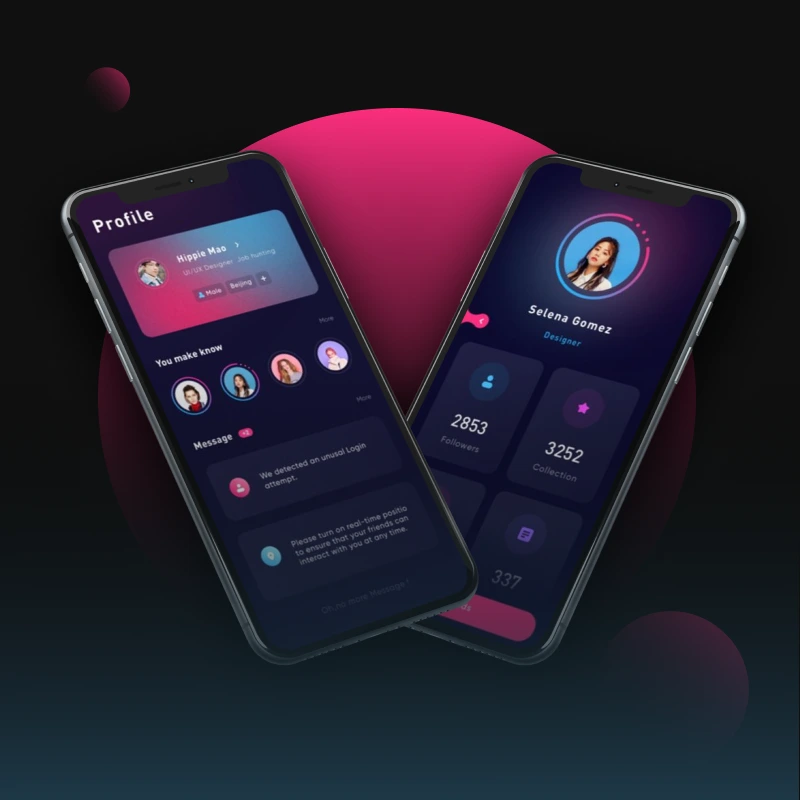 Profile
Hippie Mao
UI/UX Designer Job hunting
Male
Beijing
+
More
You make know
More
Message
+3
We detected an unusal Login
attempt.
Please turn on real-time positio
to ensure that your friends can
interact with you at any time.
Oh,no more Message !
Selena Gomez
Designer
2853
Followers
3252
Collection
337
ds